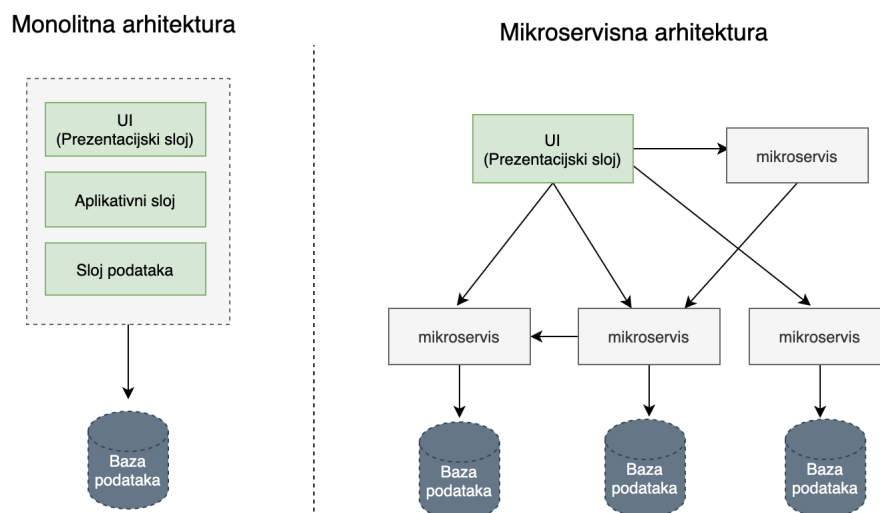 Monolitna arhitektura
UI
(Prezentacijski sloj)
Aplikativni sloj
Sloj podataka
Baza
podataka
Mikroservisna arhitektura
UI
(Prezentacijski sloj)
mikroservis
mikroservis
mikroservis
mikroservis
Baza
podataka
Baza
podataka
Baza
podataka